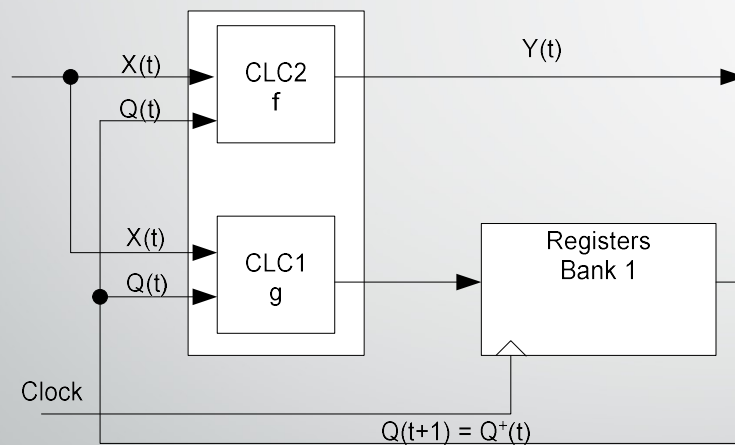 X(t)
CLC2
f
Y(t)
Q(t)
X(t)
CLC1
g
Q(t)
Registers
Bank 1
Clock
Q(t+1) = Q⁺(t)